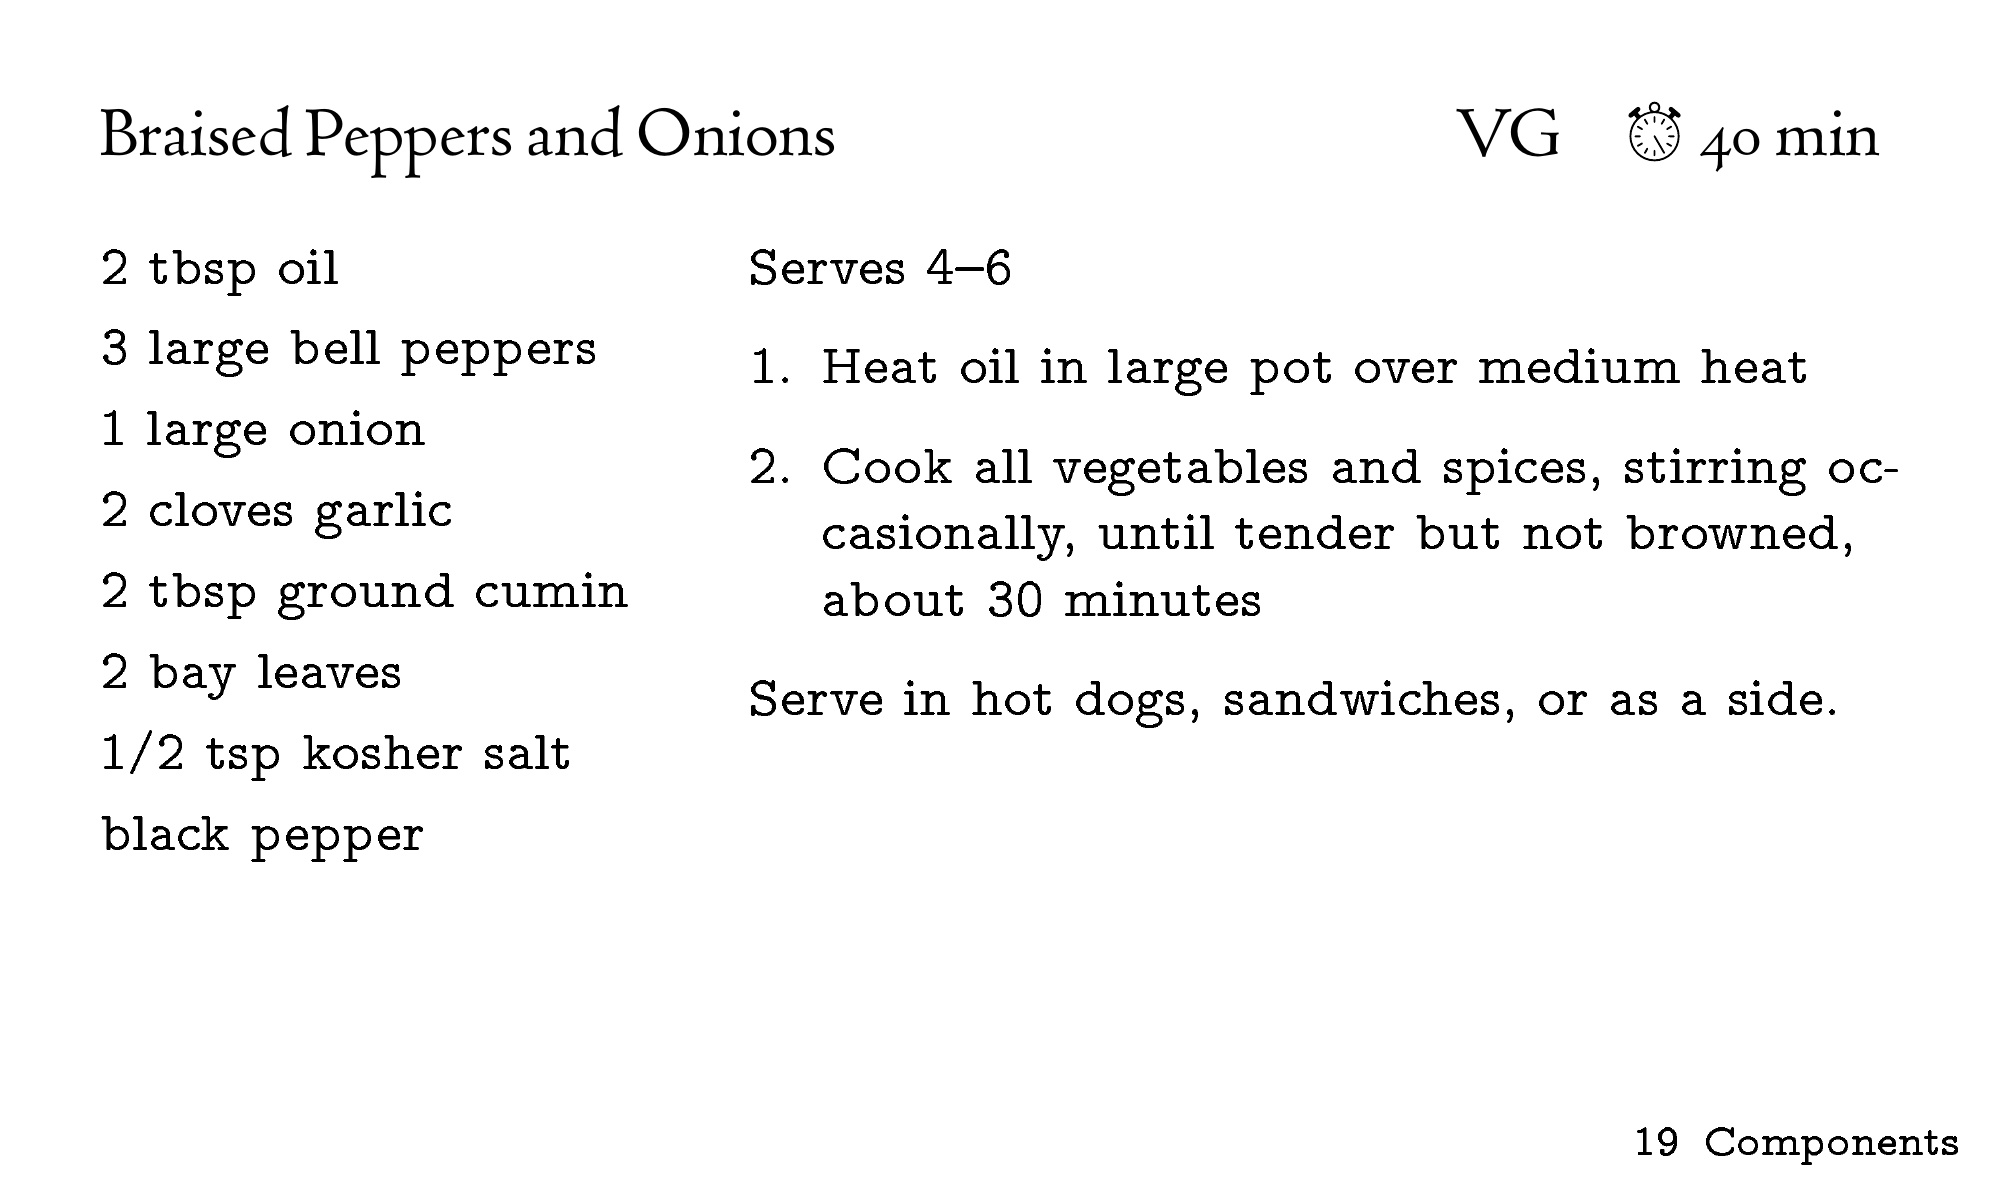 Braised Peppers and Onions VG 40 min
2 tbsp oil
3 large bell peppers
1 large onion
2 cloves garlic
2 tbsp ground cumin
2 bay leaves
1/2 tsp kosher salt
black pepper
Serves 4–6
1. Heat oil in large pot over medium heat
2. Cook all vegetables and spices, stirring oc-
casionally, until tender but not browned,
about 30 minutes
Serve in hot dogs, sandwiches, or as a side.
19 Components